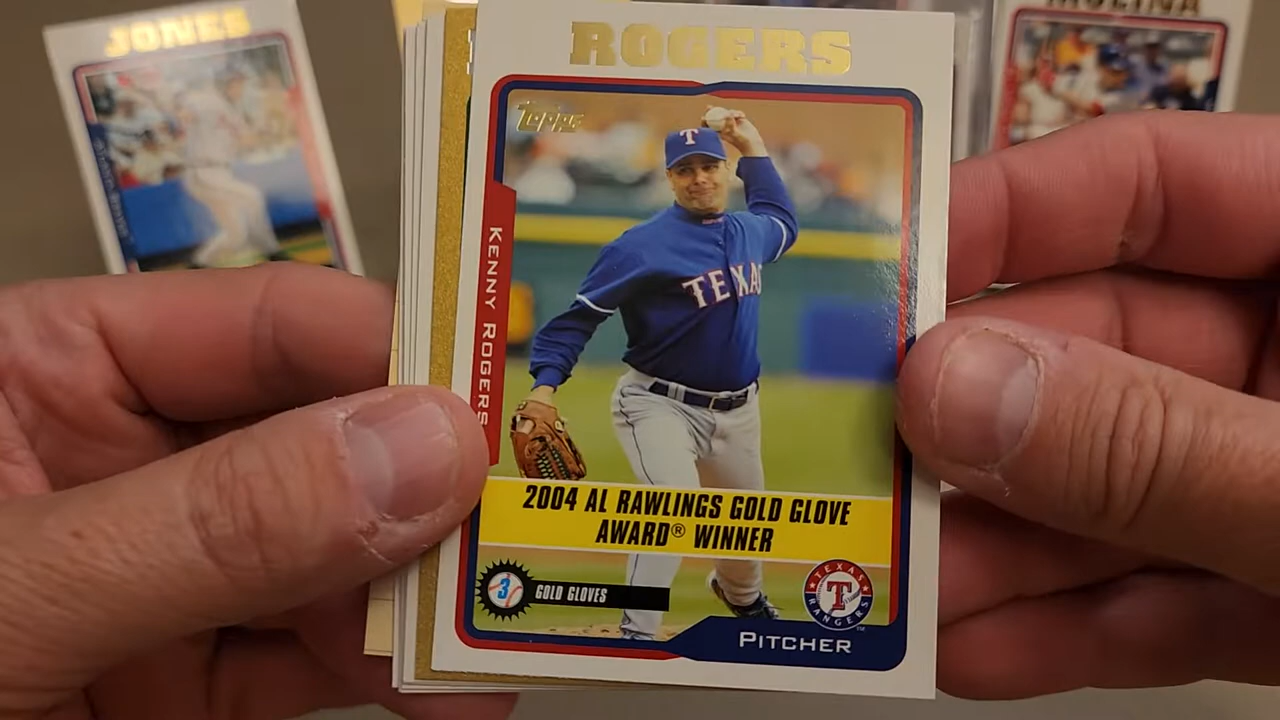 JONES
ROGERS
MOLINA
Topps
T
KENNY ROGERS
TEXAS
2004 AL RAWLINGS GOLD GLOVE
AWARD® WINNER
3
GOLD GLOVES
TEXAS
T
RANGERS
PITCHER